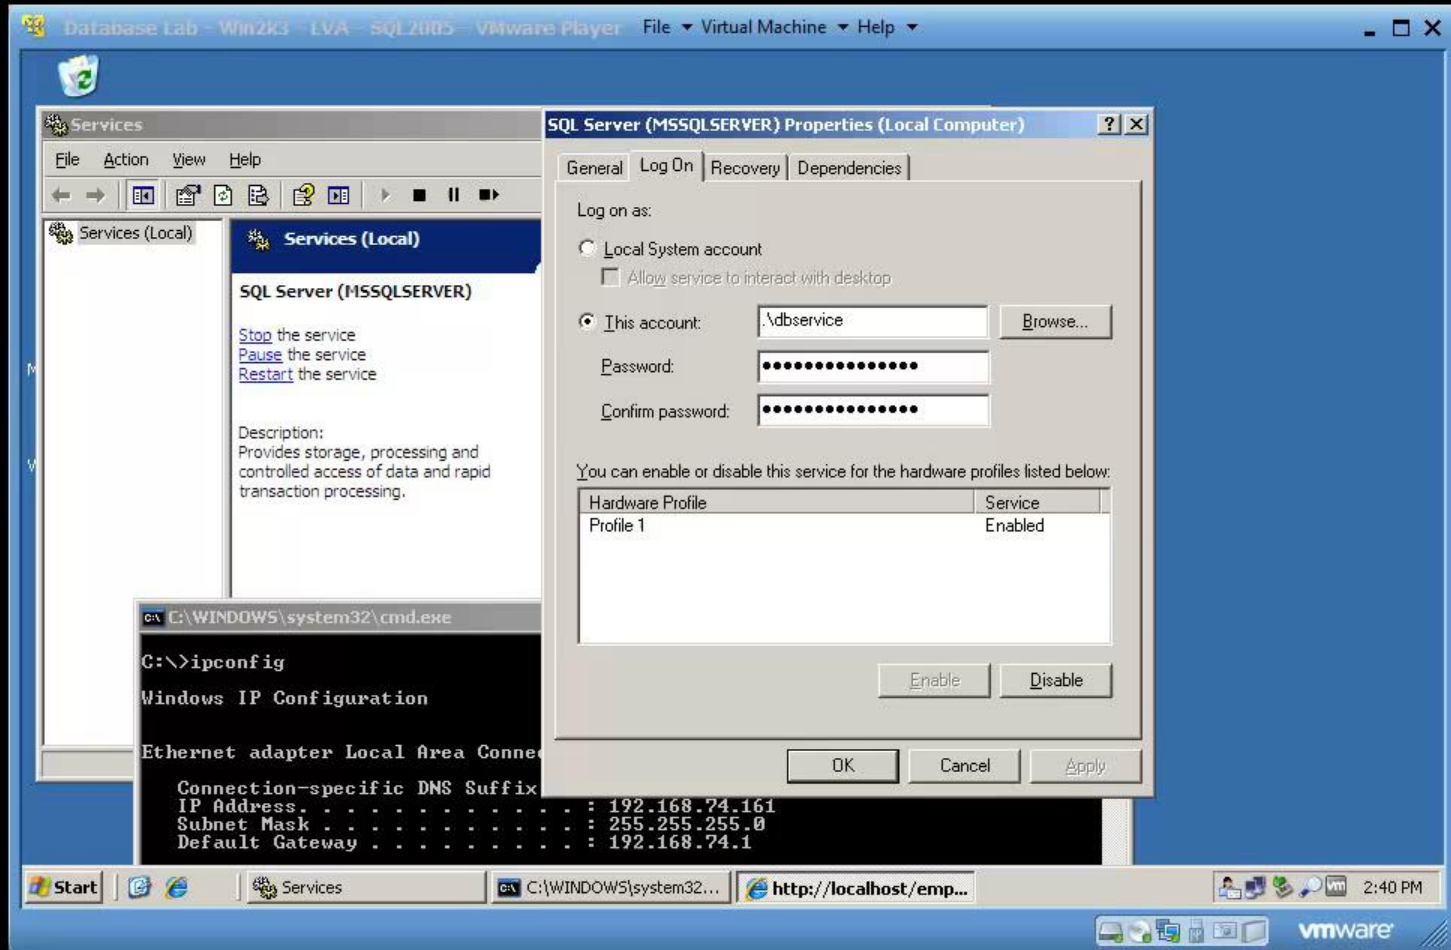 Database Lab - Win2k3 - LVA - SQL2005 - VMware Player File Virtual Machine Help
Services
File Action View Help
Services (Local)
Services (Local)
SQL Server (MSSQLSERVER)
Stop the service
Pause the service
Restart the service
Description:
Provides storage, processing and
controlled access of data and rapid
transaction processing.
SQL Server (MSSQLSERVER) Properties (Local Computer)
General Log On Recovery Dependencies
Log on as:
Local System account
Allow service to interact with desktop
This account: .\dbservice Browse...
Password: •••••••••••••••
Confirm password: •••••••••••••••
You can enable or disable this service for the hardware profiles listed below:
Hardware Profile Service
Profile 1 Enabled
Enable Disable
OK Cancel Apply
C:\WINDOWS\system32\cmd.exe
C:\>ipconfig
Windows IP Configuration
Ethernet adapter Local Area Connec
Connection-specific DNS Suffix
IP Address. . . . . . . . . . . . : 192.168.74.161
Subnet Mask . . . . . . . . . . . : 255.255.255.0
Default Gateway . . . . . . . . . : 192.168.74.1
Start Services C:\WINDOWS\system32... http://localhost/emp... 2:40 PM
vmware